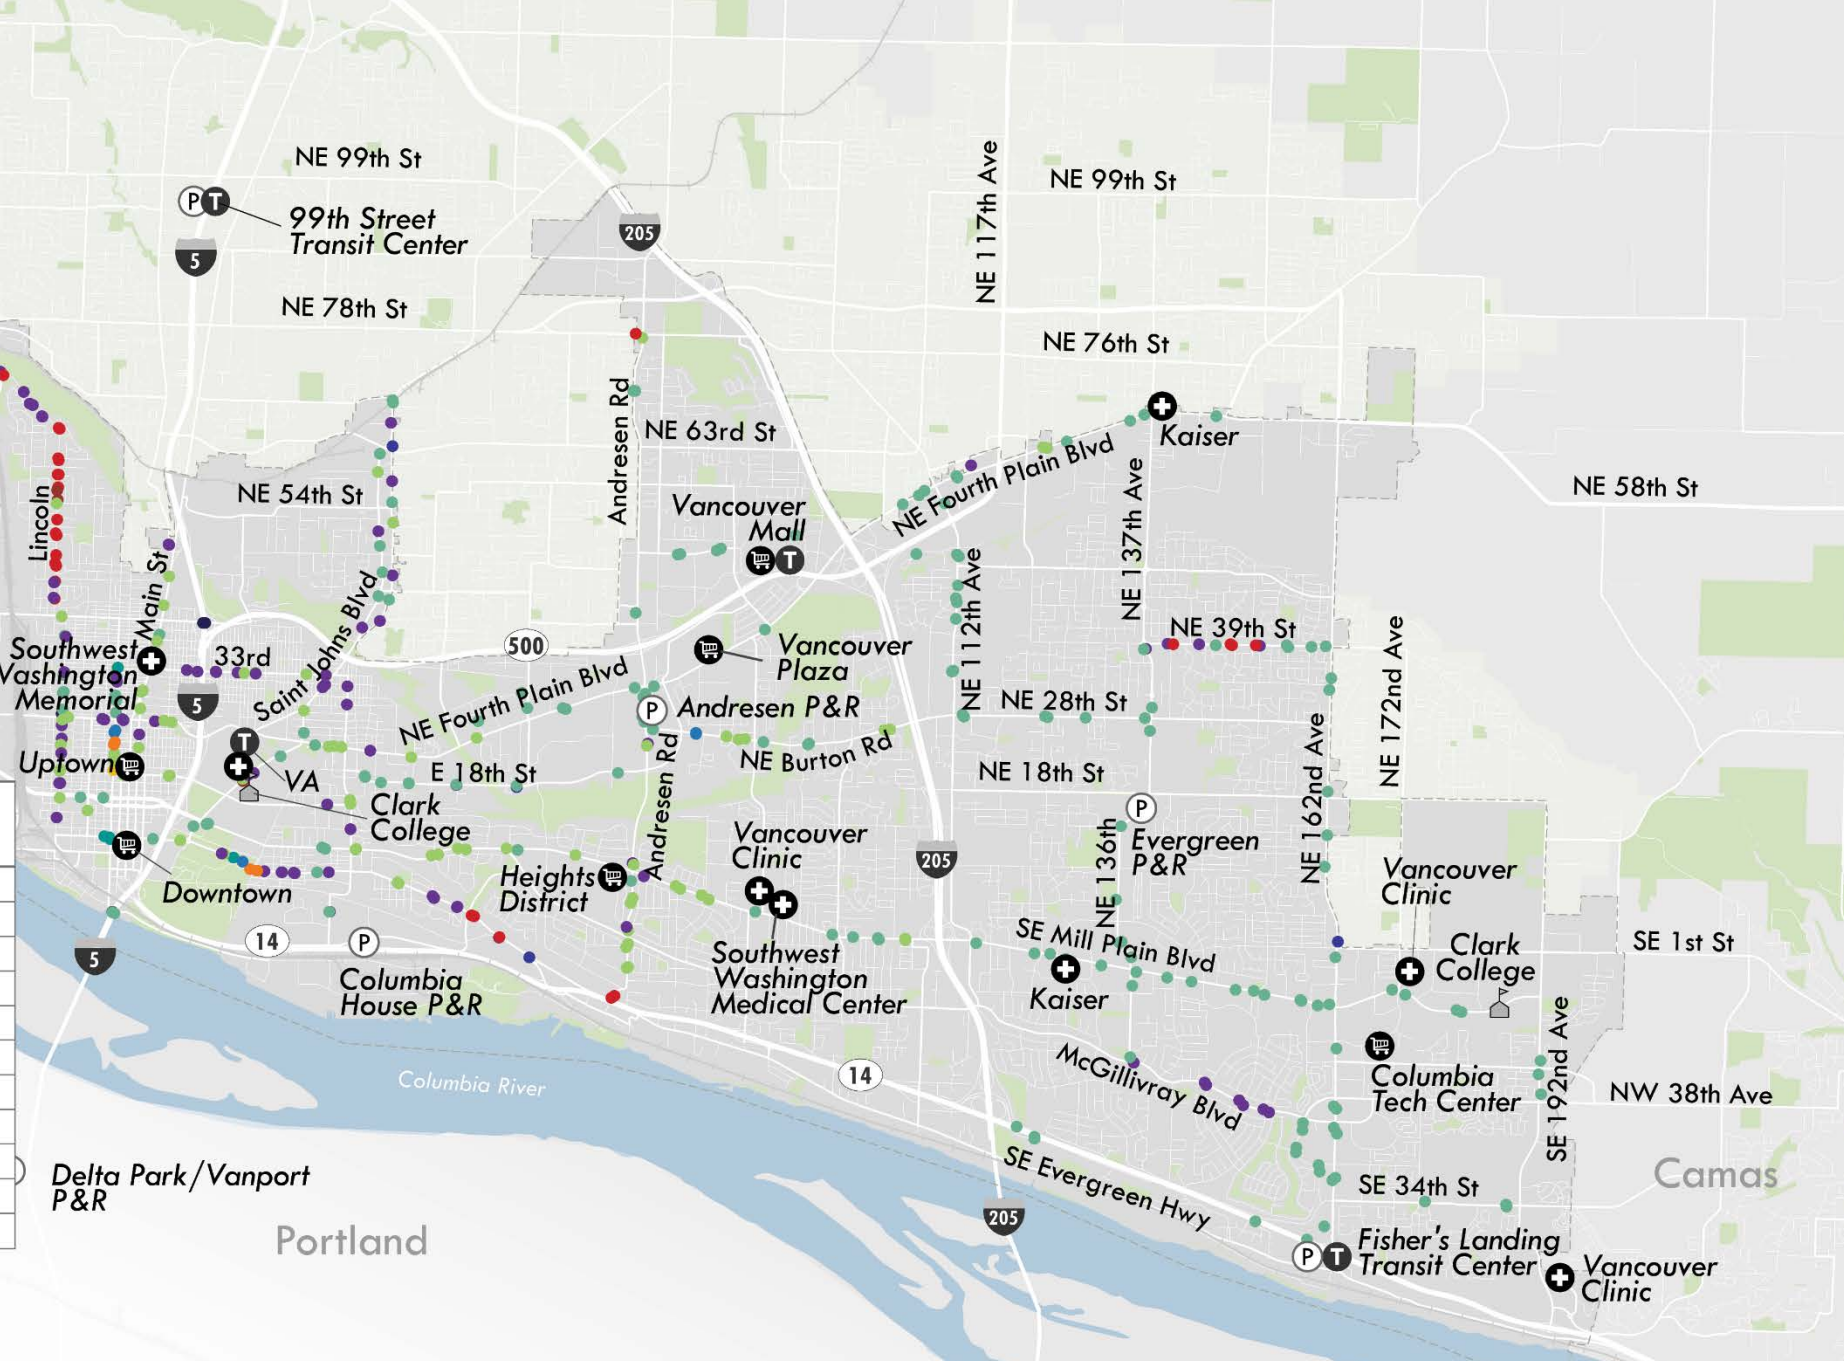 NE 99th St
P T
99th Street
Transit Center
5
205
NE 117th Ave
NE 99th St
NE 78th St
NE 76th St
Andresen Rd
NE 63rd St
Kaiser
NE Fourth Plain Blvd
NE 137th Ave
NE 58th St
Lincoln
NE 54th St
Vancouver
Mall
T
Main St
Saint Johns Blvd
NE 112th Ave
NE 39th St
500
Vancouver
Plaza
Southwest
Washington
Memorial
33rd
5
NE Fourth Plain Blvd
P
Andresen P&R
NE 28th St
NE 172nd Ave
NE 162nd Ave
T
Uptown
VA
E 18th St
Andresen Rd
NE Burton Rd
NE 18th St
Clark
College
P
Evergreen
P&R
NE 136th
Vancouver
Clinic
205
Heights
District
Vancouver
Clinic
Downtown
14
P
5
Columbia
House P&R
Southwest
Washington
Medical Center
SE Mill Plain Blvd
Kaiser
Clark
College
SE 1st St
Columbia River
14
McGillivray Blvd
Columbia
Tech Center
SE 192nd Ave
NW 38th Ave
Delta Park/Vanport
P&R
SE Evergreen Hwy
SE 34th St
Camas
Portland
205
P T
Fisher's Landing
Transit Center
Vancouver
Clinic